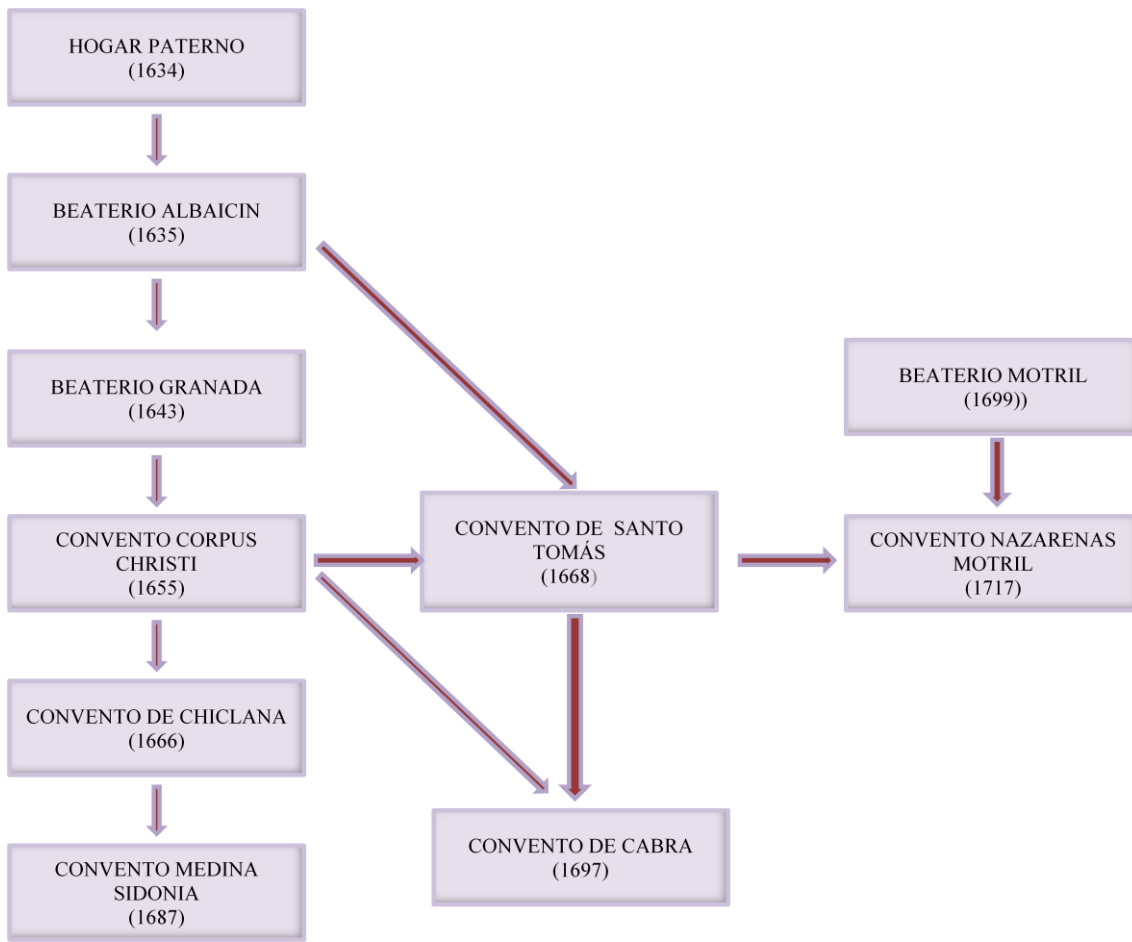 HOGAR PATERNO
(1634)
BEATERIO ALBAICIN
(1635)
BEATERIO GRANADA
(1643)
BEATERIO MOTRIL
(1699))
CONVENTO CORPUS
CHRISTI
(1655)
CONVENTO DE SANTO
TOMÁS
(1668)
CONVENTO NAZARENAS
MOTRIL
(1717)
CONVENTO DE CHICLANA
(1666)
CONVENTO DE CABRA
(1697)
CONVENTO MEDINA
SIDONIA
(1687)